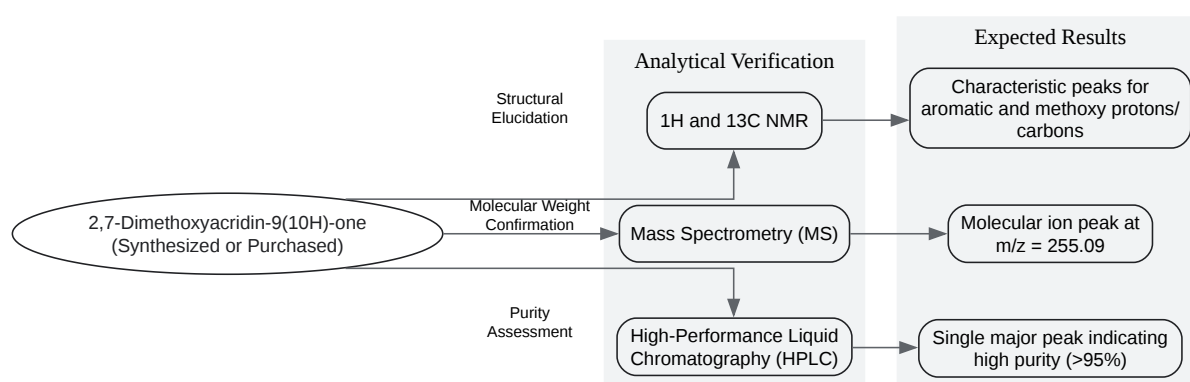 Expected Results
Analytical Verification
Structural
Elucidation
1H and 13C NMR
Characteristic peaks for
aromatic and methoxy protons/
carbons
2,7-Dimethoxyacridin-9(10H)-one
(Synthesized or Purchased)
Molecular Weight
Confirmation
Mass Spectrometry (MS)
Molecular ion peak at
m/z = 255.09
Purity
Assessment
High-Performance Liquid
Chromatography (HPLC)
Single major peak indicating
high purity (>95%)